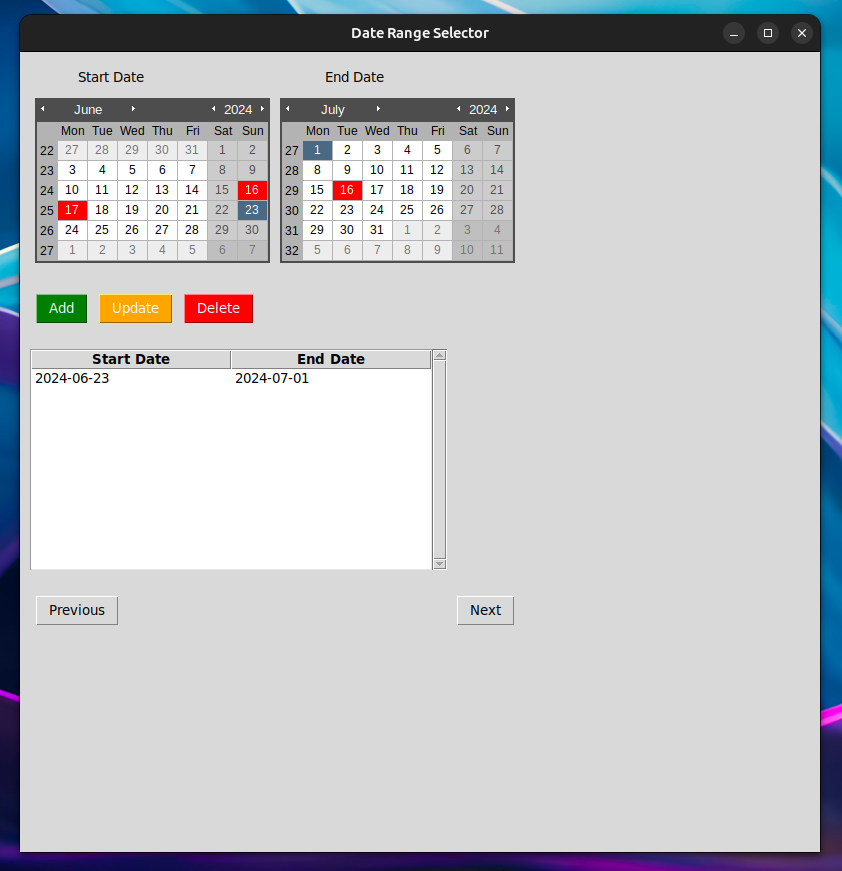 Date Range Selector
Start Date End Date
June 2024 July 2024
Mon Tue Wed Thu Fri Sat Sun Mon Tue Wed Thu Fri Sat Sun
22 27 28 29 30 31 1 2 27 1 2 3 4 5 6 7
23 3 4 5 6 7 8 9 28 8 9 10 11 12 13 14
24 10 11 12 13 14 15 16 29 15 16 17 18 19 20 21
25 17 18 19 20 21 22 23 30 22 23 24 25 26 27 28
26 24 25 26 27 28 29 30 31 29 30 31 1 2 3 4
27 1 2 3 4 5 6 7 32 5 6 7 8 9 10 11
Add Update Delete
Start Date End Date
2024-06-23 2024-07-01
Previous Next